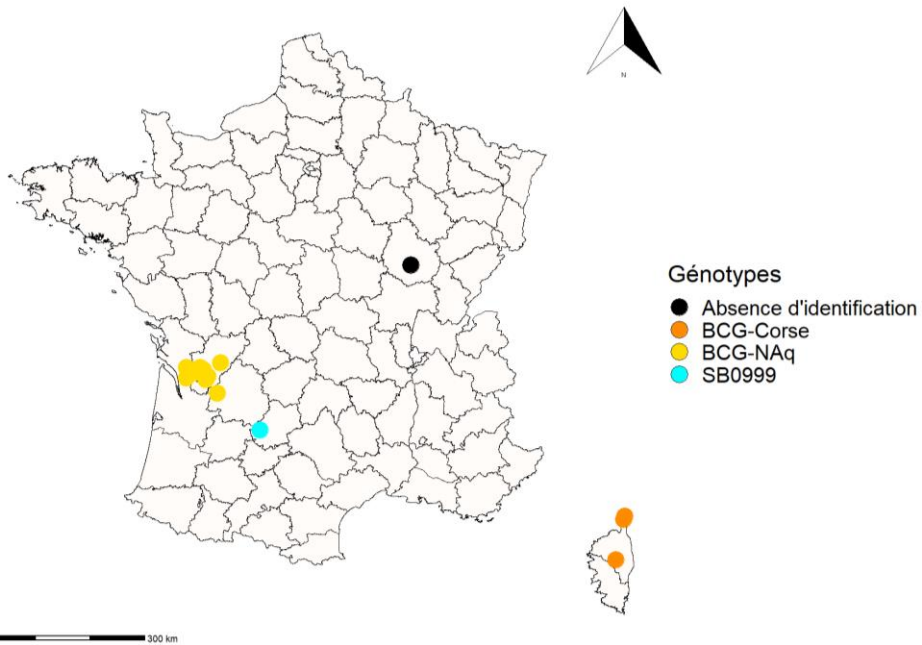 N
Génotypes
Absence d'identification
BCG-Corse
BCG-NAq
SB0999
300 km